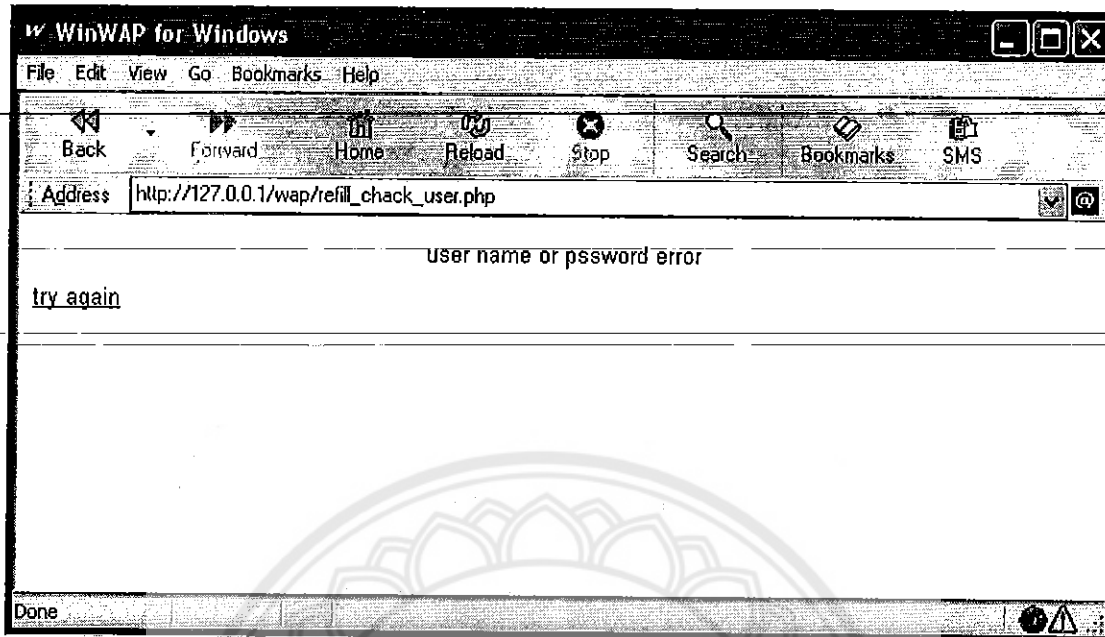 W WinWAP for Windows
File Edit View Go Bookmarks Help
Back Forward Home Reload Stop Search Bookmarks SMS
Address http://127.0.0.1/wap/refill_chack_user.php @
user name or pssword error
try again
Done